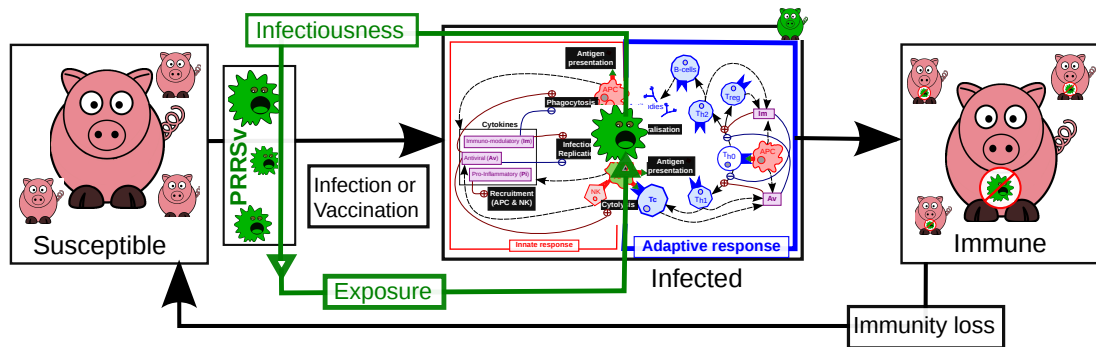 Infectiousness
Susceptible
PRRSv
Infection or
Vaccination
Exposure
Antigen
presentation
APC
Phagocytosis
Cytokines
Immuno-modulatory (Im)
Antiviral (Av)
Pro-Inflammatory (Pi)
Infection
Replication
Recruitment
(APC & NK)
NK
Cytolysis
Innate response
B-cells
Treg
Th2
Im
Th0
APC
Antigen
presentation
Tc
Th1
Av
Adaptive response
Infected
Immune
Immunity loss